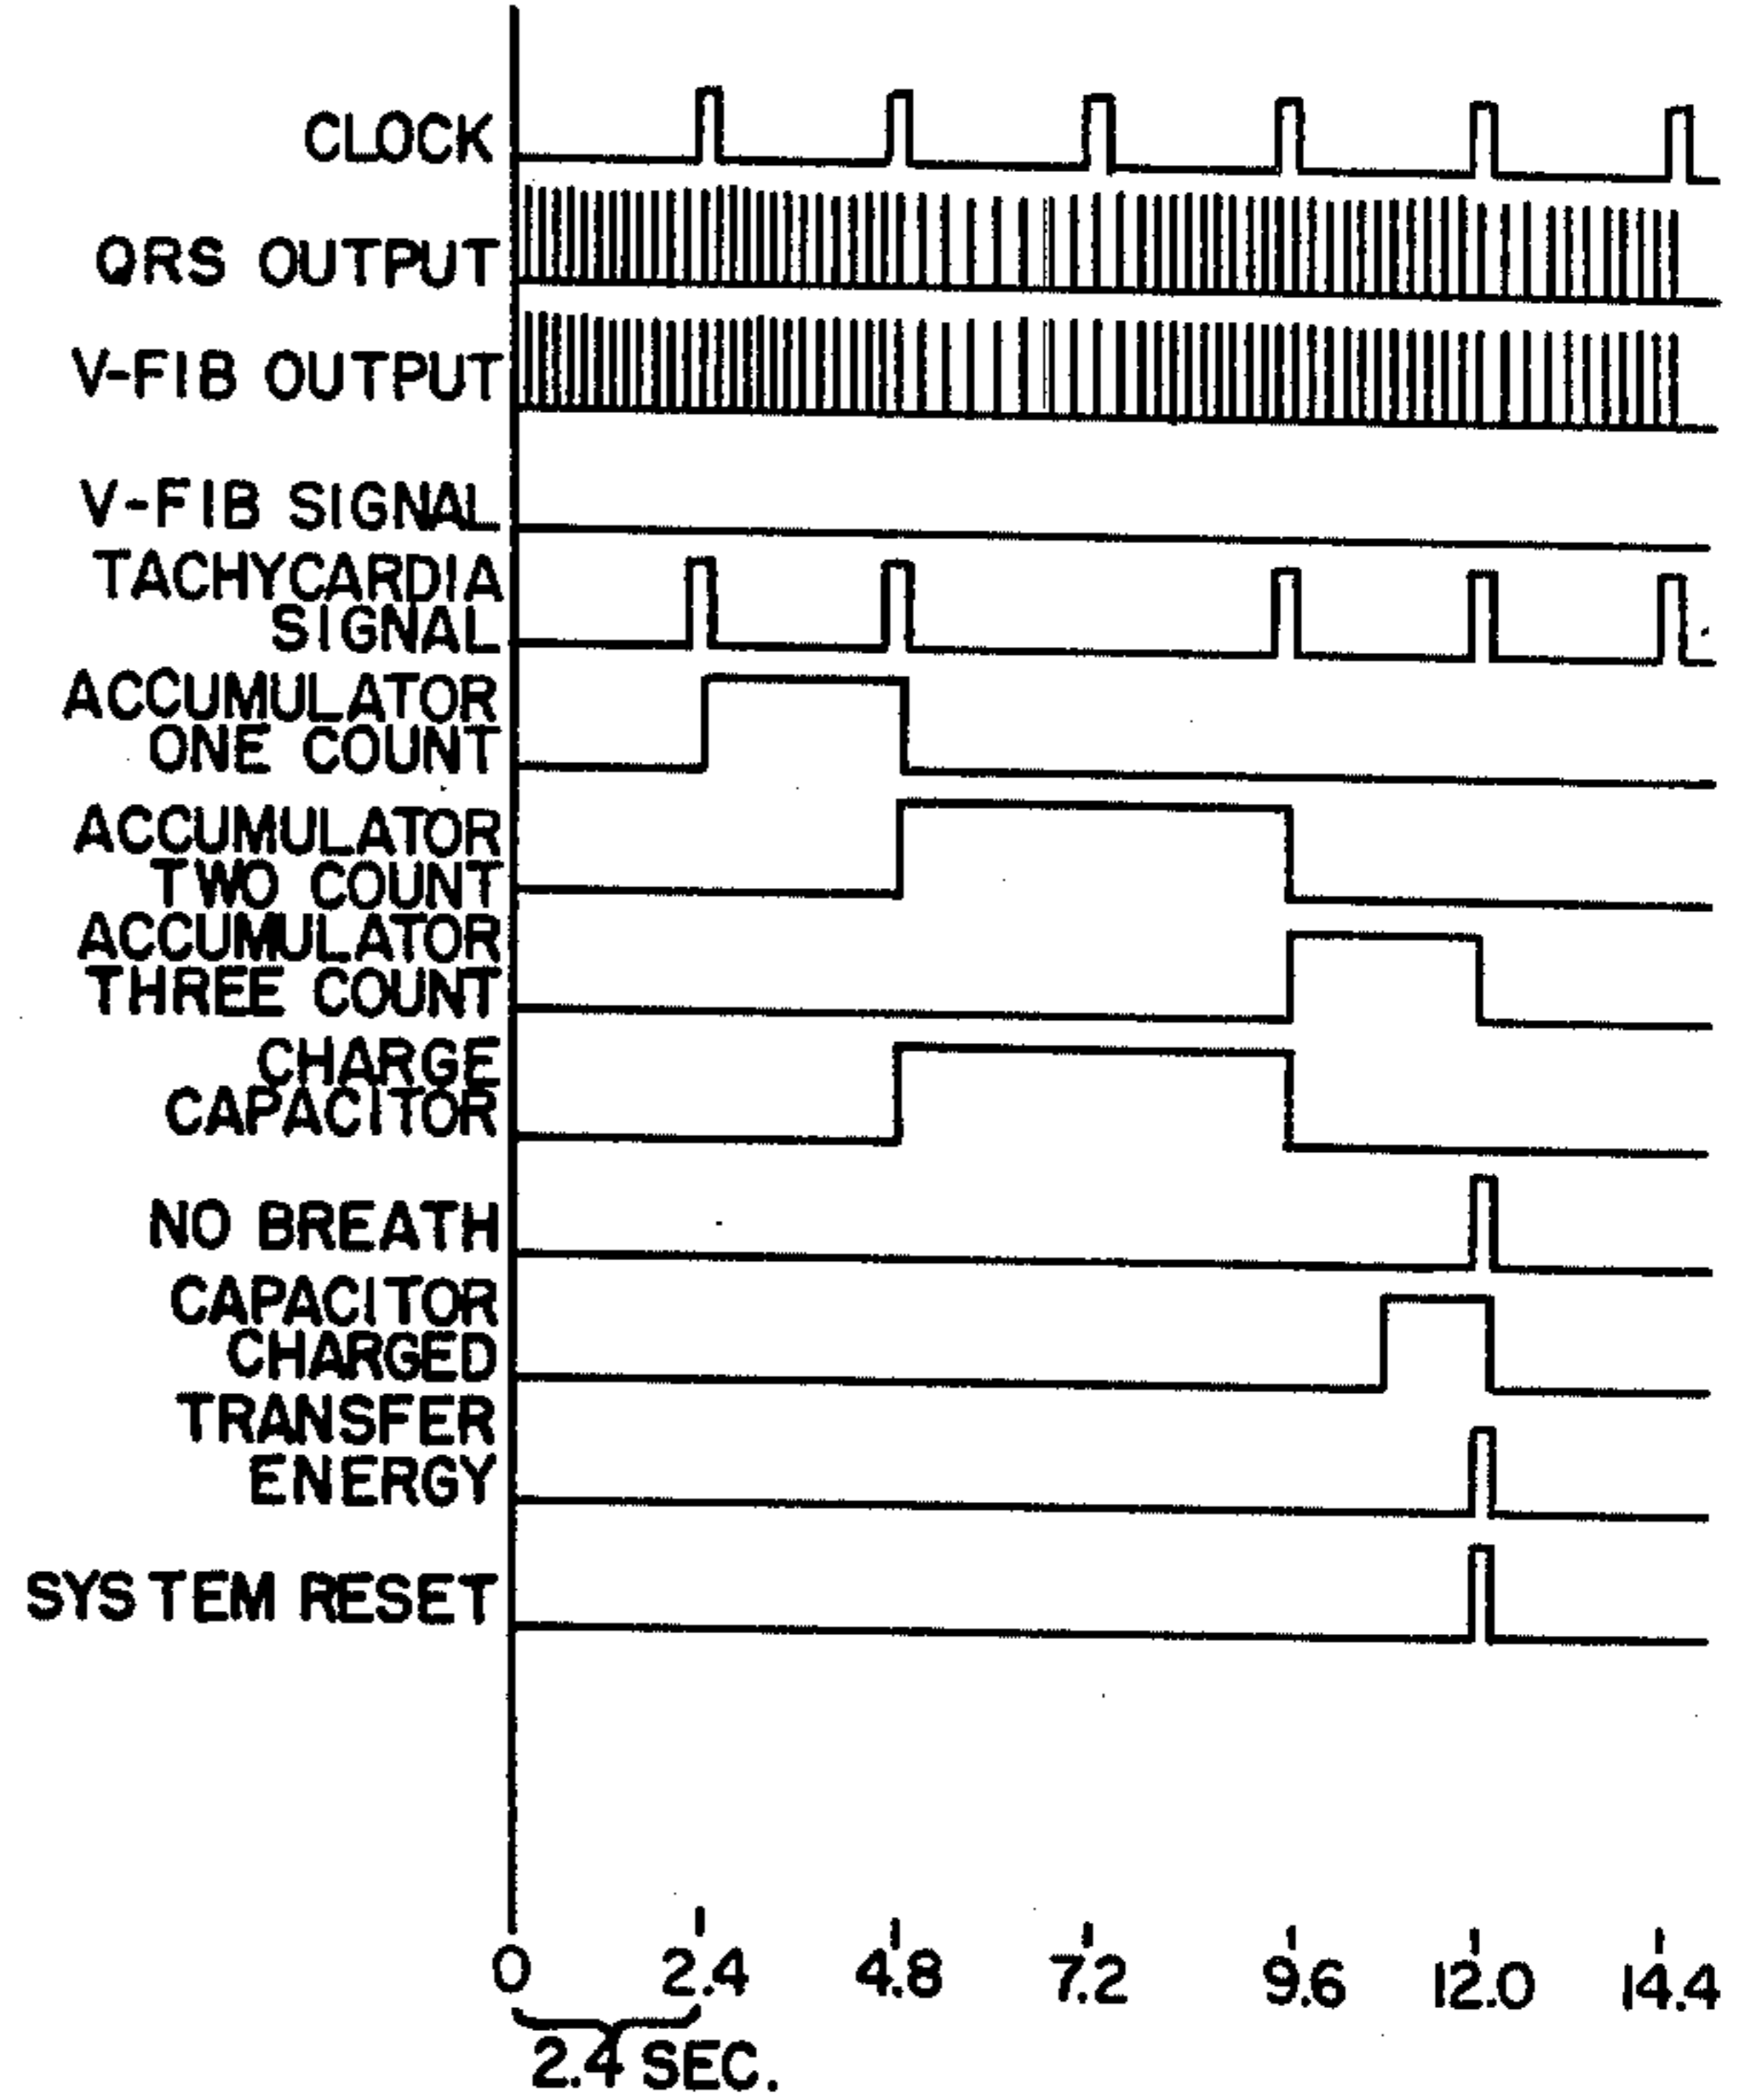 CLOCK
QRS OUTPUT
V-FIB OUTPUT
V-FIB SIGNAL
TACHYCARDIA
SIGNAL
ACCUMULATOR
ONE COUNT
ACCUMULATOR
TWO COUNT
ACCUMULATOR
THREE COUNT
CHARGE
CAPACITOR
NO BREATH
CAPACITOR
CHARGED
TRANSFER
ENERGY
SYSTEM RESET
0 2.4 4.8 7.2 9.6 12.0 14.4
2.4 SEC.